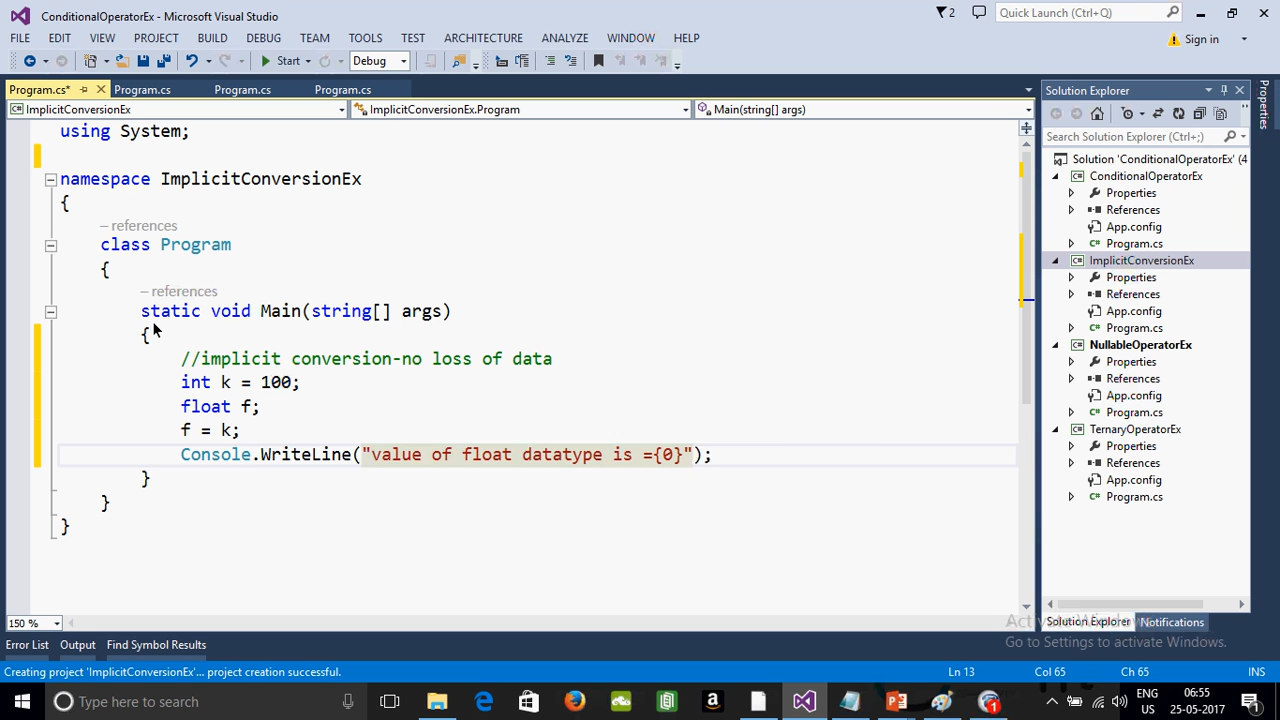 ConditionalOperatorEx - Microsoft Visual Studio
2
Quick Launch (Ctrl+Q)
FILE EDIT VIEW PROJECT BUILD DEBUG TEAM TOOLS TEST ARCHITECTURE ANALYZE WINDOW HELP
Sign in
Start Debug
Program.cs* Program.cs Program.cs Program.cs
ImplicitConversionEx ImplicitConversionEx.Program Main(string[] args)
using System;
namespace ImplicitConversionEx
{
– references
class Program
{
– references
static void Main(string[] args)
{
//implicit conversion-no loss of data
int k = 100;
float f;
f = k;
Console.WriteLine("value of float datatype is ={0}");
}
}
}
150 %
Solution Explorer
Search Solution Explorer (Ctrl+;)
Solution 'ConditionalOperatorEx' (4
ConditionalOperatorEx
Properties
References
App.config
Program.cs
ImplicitConversionEx
Properties
References
App.config
Program.cs
NullableOperatorEx
Properties
References
App.config
Program.cs
TernaryOperatorEx
Properties
References
App.config
Program.cs
Properties
Solution Explorer Notifications
Activate Windows
Go to Settings to activate Windows.
Error List Output Find Symbol Results
Creating project 'ImplicitConversionEx'... project creation successful.
Ln 13 Col 65 Ch 65 INS
Type here to search
ENG
US
06:55
25-05-2017